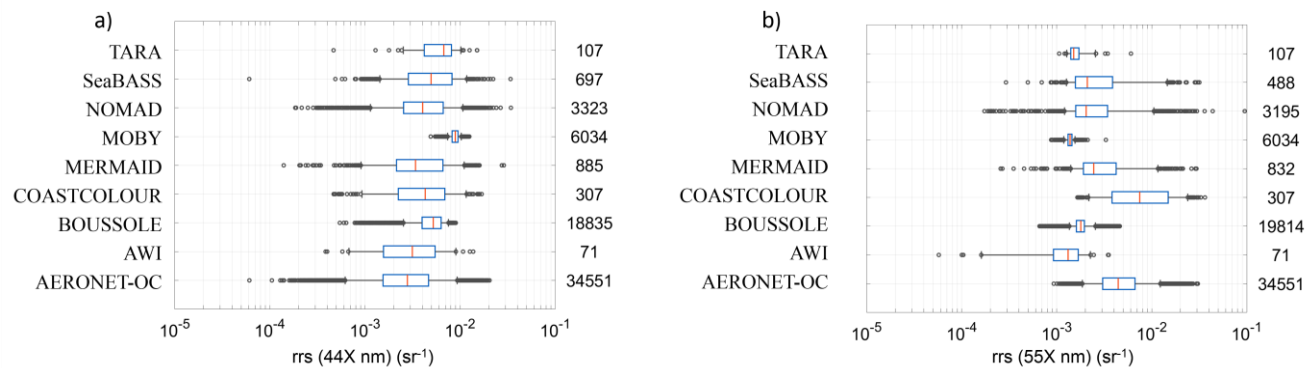 a)
TARA 107
SeaBASS 697
NOMAD 3323
MOBY 6034
MERMAID 885
COASTCOLOUR 307
BOUSSOLE 18835
AWI 71
AERONET-OC 34551
10⁻⁵ 10⁻⁴ 10⁻³ 10⁻² 10⁻¹
rrs (44X nm) (sr⁻¹)
b)
TARA 107
SeaBASS 488
NOMAD 3195
MOBY 6034
MERMAID 832
COASTCOLOUR 307
BOUSSOLE 19814
AWI 71
AERONET-OC 34551
10⁻⁵ 10⁻⁴ 10⁻³ 10⁻² 10⁻¹
rrs (55X nm) (sr⁻¹)